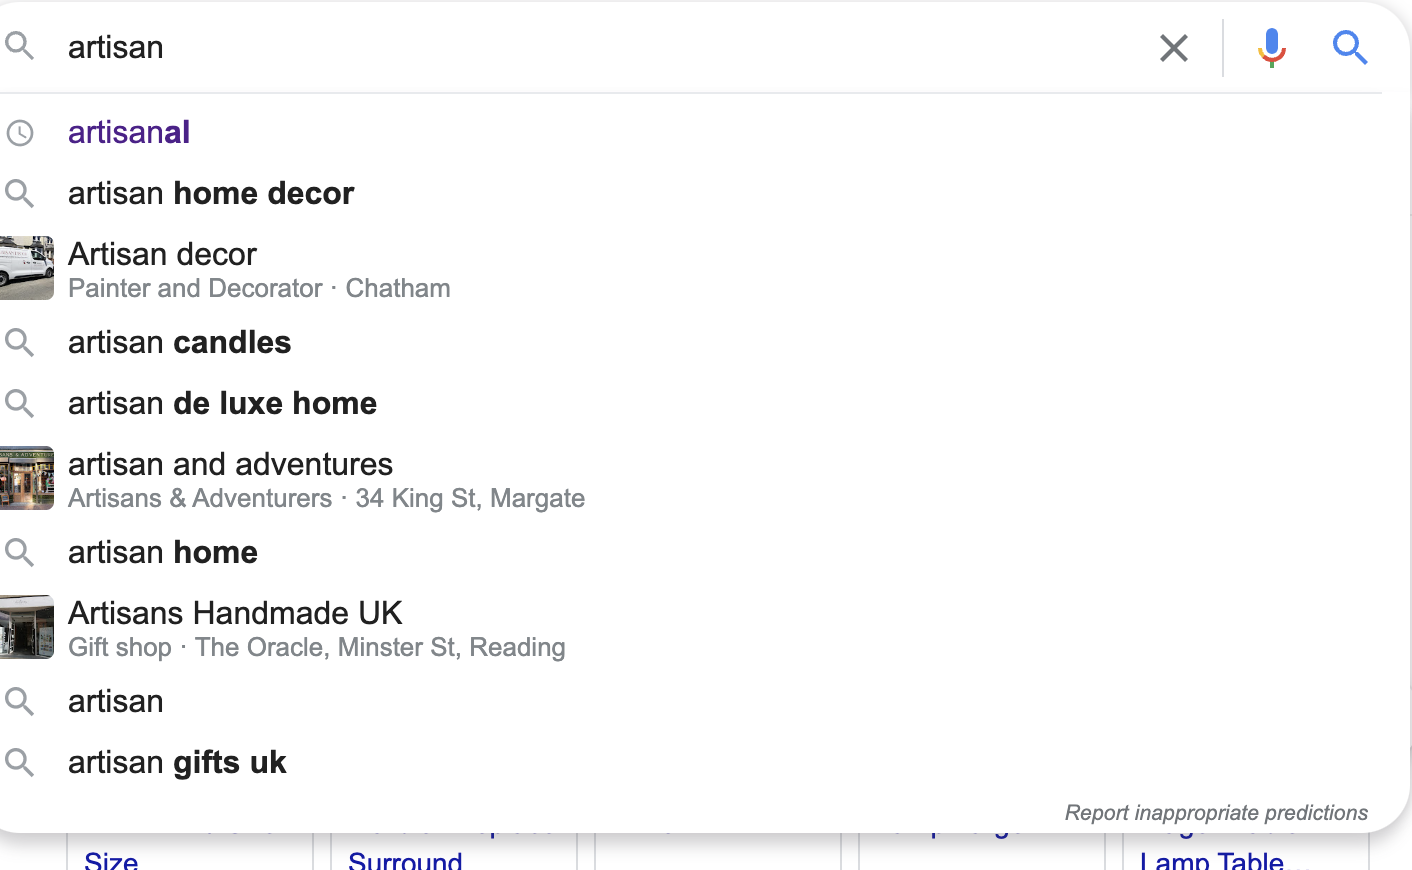 artisan
artisanal
artisan home decor
Artisan decor
Painter and Decorator · Chatham
artisan candles
artisan de luxe home
artisan and adventures
Artisans & Adventurers · 34 King St, Margate
artisan home
Artisans Handmade UK
Gift shop · The Oracle, Minster St, Reading
artisan
artisan gifts uk
Report inappropriate predictions
Size
Surround
Lamp Table...